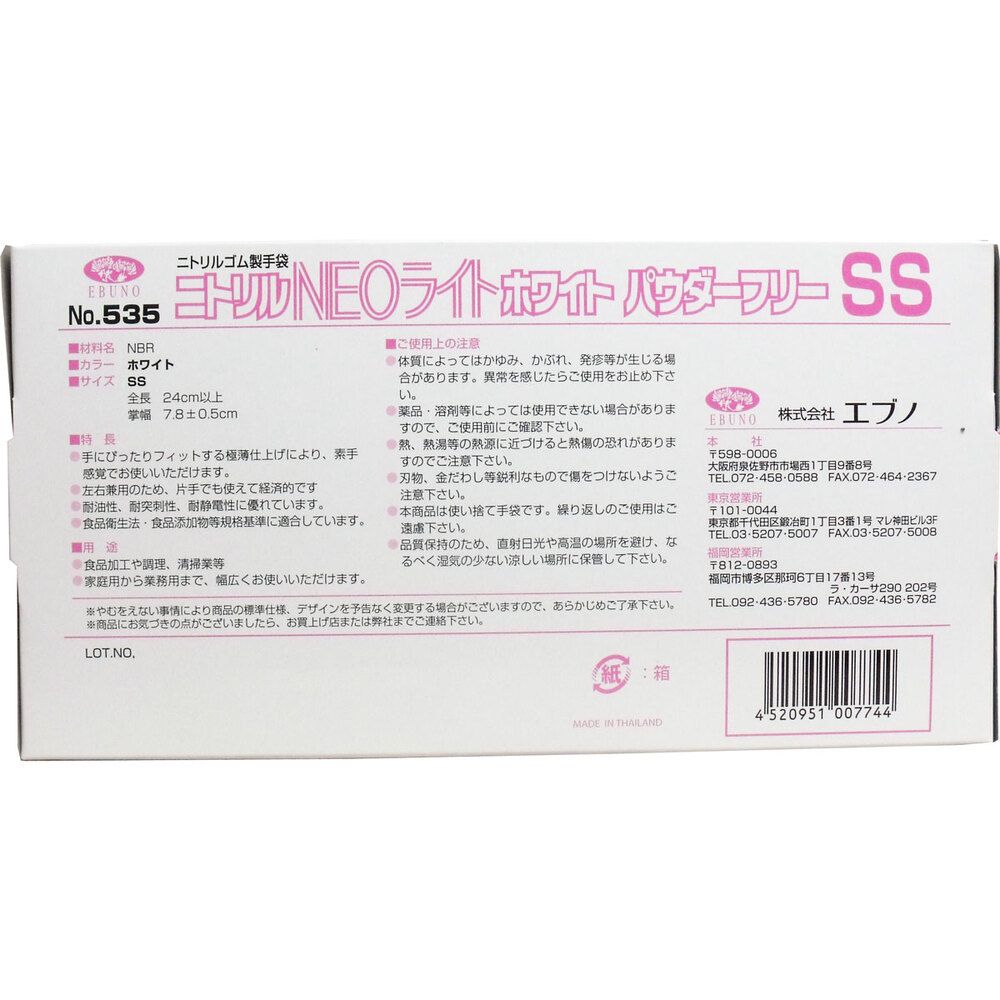 EBUNO
No.535
ニトリルゴム製手袋
ニトリルNEOライト ホワイト パウダーフリー SS
■材料名 NBR
■カラー ホワイト
■サイズ SS
全長 24cm以上
掌幅 7.8±0.5cm
■特長
●手にぴったりフィットする極薄仕上げにより、素手
感覚でお使いいただけます。
●左右兼用のため、片手でも使えて経済的です
●耐油性、耐突刺性、耐静電性に優れています。
●食品衛生法・食品添加物等規格基準に適合しています。
■用途
●食品加工や調理、清掃業等
●家庭用から業務用まで、幅広くお使いいただけます。
■ご使用上の注意
●体質によってはかゆみ、かぶれ、発疹等が生じる場
合があります。異常を感じたらご使用をお止め下さ
い。
●薬品・溶剤等によっては使用できない場合がありま
すので、ご使用前にご確認下さい。
●熱、熱湯等の熱源に近づけると熱傷の恐れがありま
すのでご注意下さい。
●刃物、金だわし等鋭利なもので傷をつけないようご
注意下さい。
●本商品は使い捨て手袋です。繰り返しのご使用はご
遠慮下さい。
●品質保持のため、直射日光や高温の場所を避け、な
るべく湿気の少ない涼しい場所に保管して下さい。
※やむをえない事情により商品の標準仕様、デザインを予告なく変更する場合がございますので、あらかじめご了承下さい。
※商品にお気づきの点がございましたら、お買上げ店または弊社までご連絡下さい。
EBUNO 株式会社 エブノ
本社
〒598-0006
大阪府泉佐野市市場西1丁目9番8号
TEL.072-458-0588 FAX.072-464-2367
東京営業所
〒101-0044
東京都千代田区鍛冶町1丁目3番1号 マレ神田ビル3F
TEL.03-5207-5007 FAX.03-5207-5008
福岡営業所
〒812-0893
福岡市博多区那珂6丁目17番13号
ラ・カーサ290 202号
TEL.092-436-5780 FAX.092-436-5782
LOT.NO.
紙:箱
MADE IN THAILAND
4 520951 007744